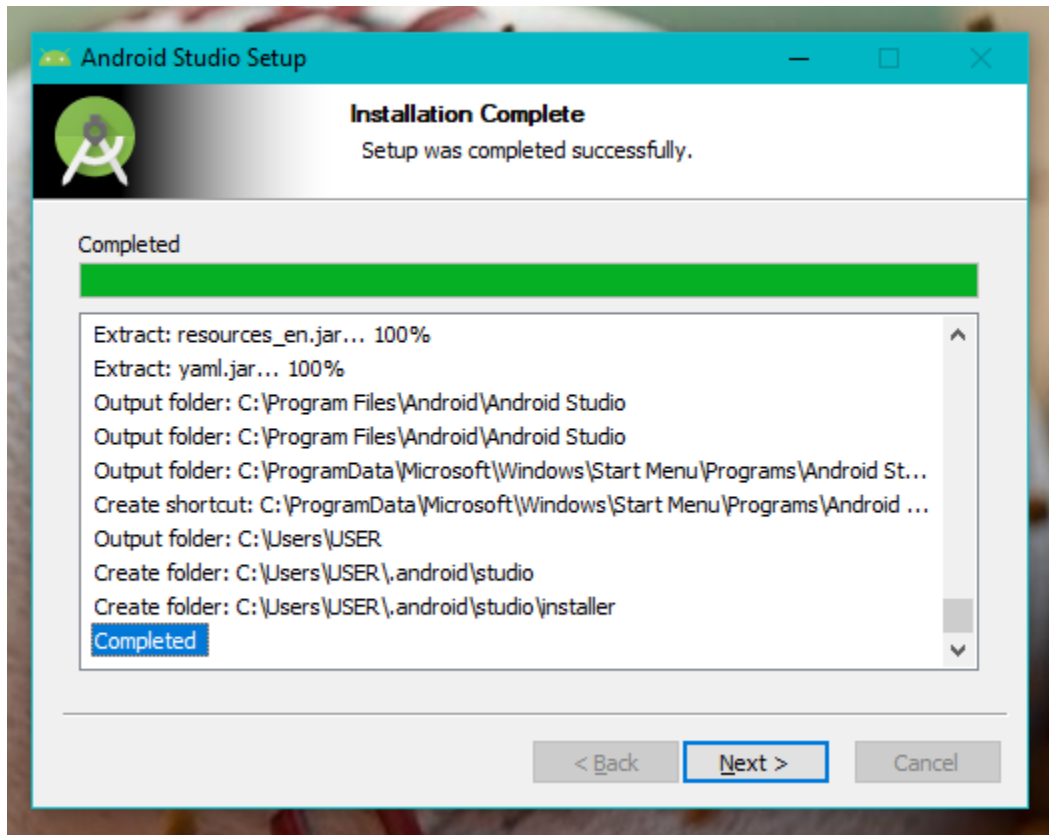 Android Studio Setup
Installation Complete
Setup was completed successfully.
Completed
Extract: resources_en.jar... 100%
Extract: yaml.jar... 100%
Output folder: C:\Program Files\Android\Android Studio
Output folder: C:\Program Files\Android\Android Studio
Output folder: C:\ProgramData\Microsoft\Windows\Start Menu\Programs\Android St...
Create shortcut: C:\ProgramData\Microsoft\Windows\Start Menu\Programs\Android ...
Output folder: C:\Users\USER
Create folder: C:\Users\USER\.android\studio
Create folder: C:\Users\USER\.android\studio\installer
Completed
< Back Next > Cancel